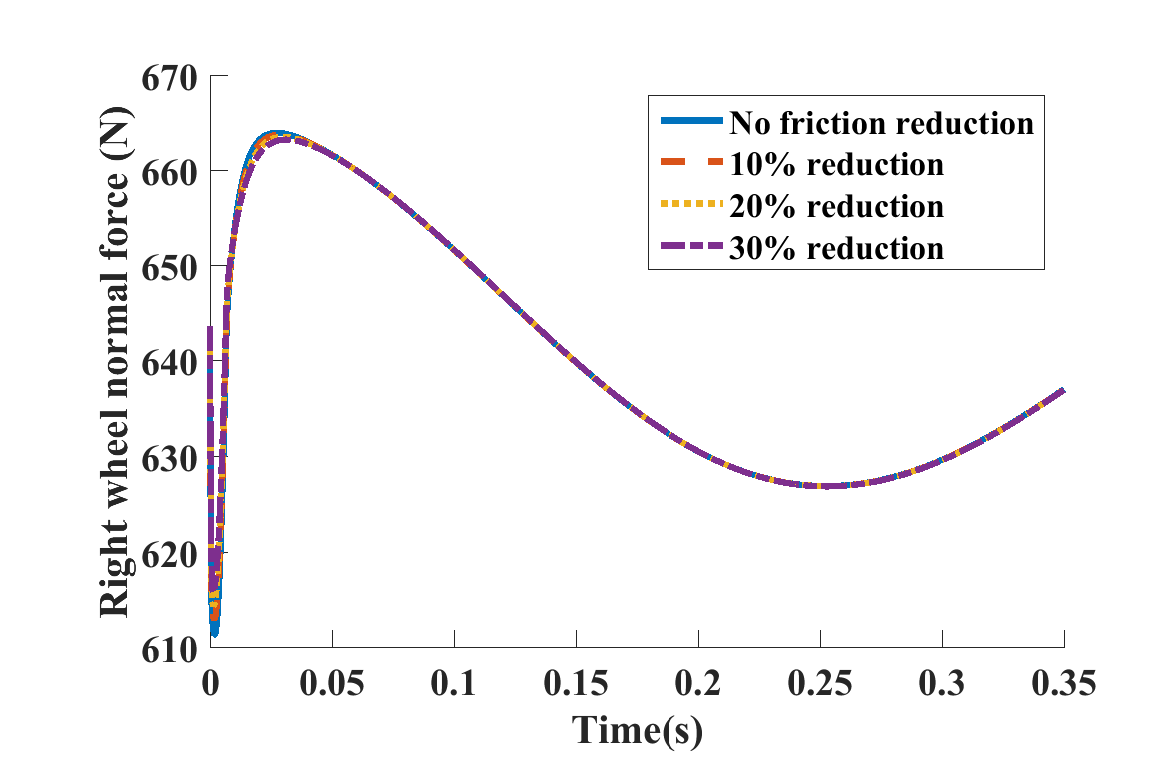 Right wheel normal force (N)
670
660
650
640
630
620
610
No friction reduction
10% reduction
20% reduction
30% reduction
0
0.05
0.1
0.15
0.2
0.25
0.3
0.35
Time(s)